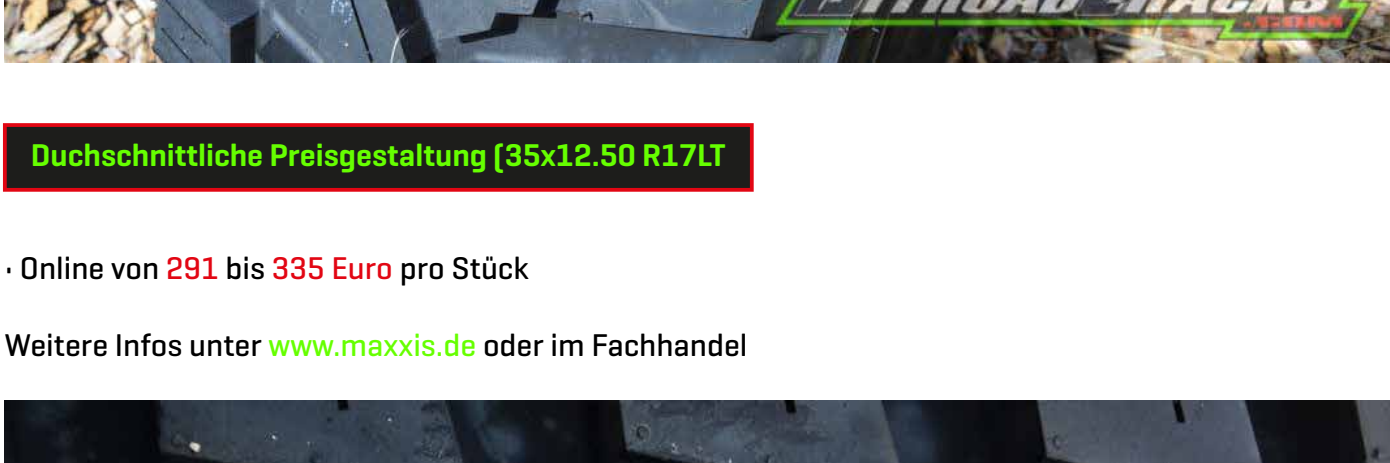 .COM
Duchschnittliche Preisgestaltung (35x12.50 R17LT
· Online von 291 bis 335 Euro pro Stück
Weitere Infos unter www.maxxis.de oder im Fachhandel